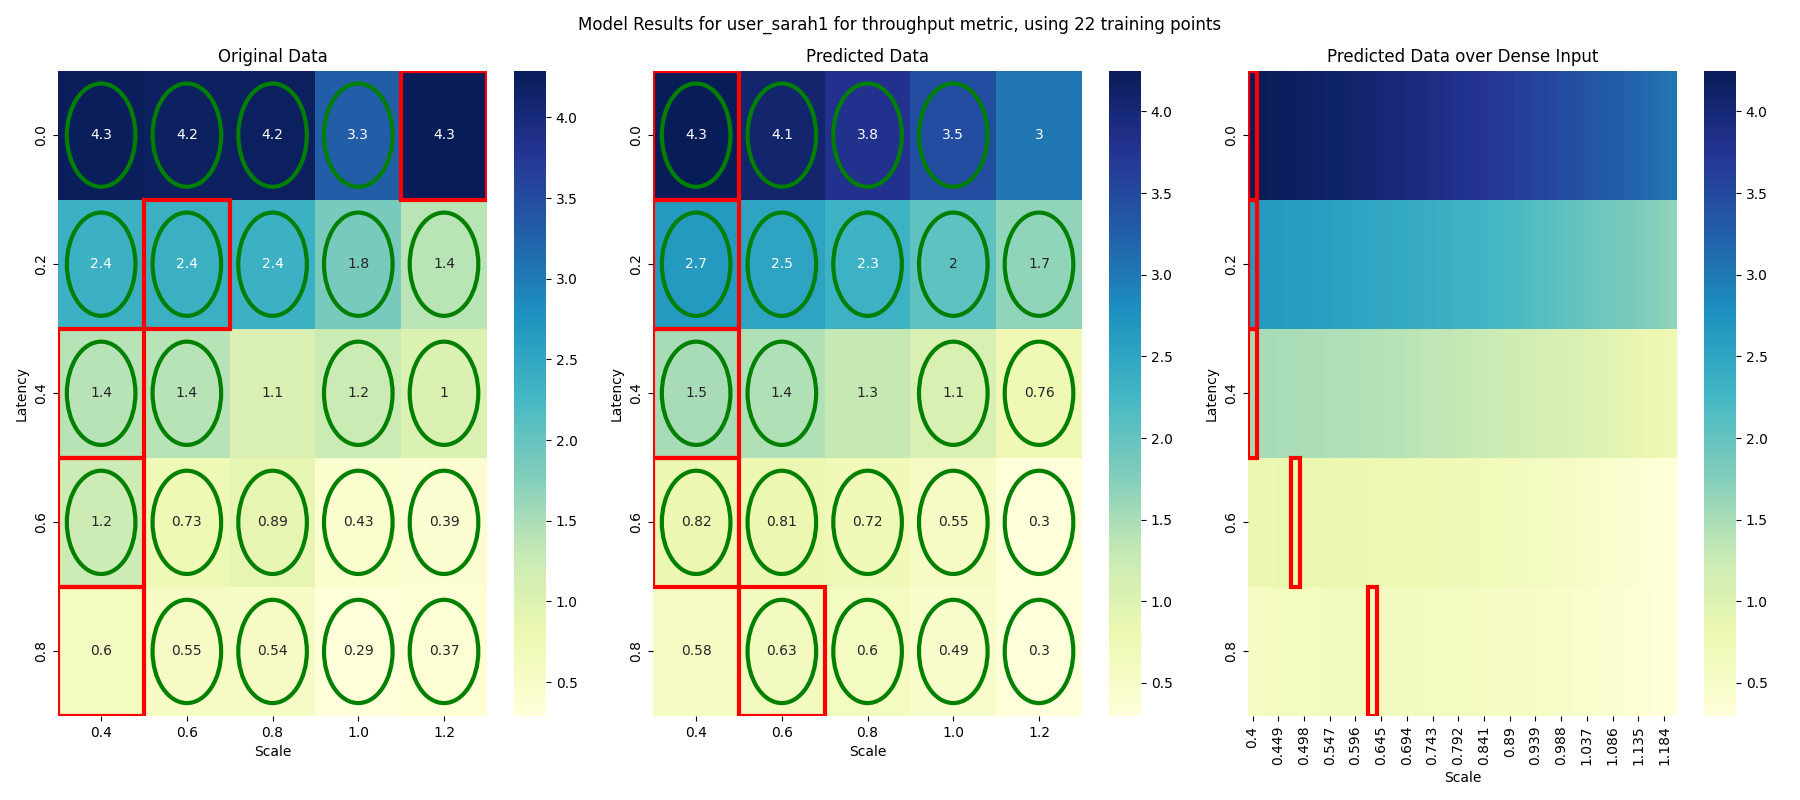 Model Results for user_sarah1 for throughput metric, using 22 training points
Original Data
4.3 4.2 4.2 3.3 4.3
2.4 2.4 2.4 1.8 1.4
1.4 1.4 1.1 1.2 1
1.2 0.73 0.89 0.43 0.39
0.6 0.55 0.54 0.29 0.37
0.0
0.2
0.4
0.6
0.8
Latency
0.4 0.6 0.8 1.0 1.2
Scale
4.0
3.5
3.0
2.5
2.0
1.5
1.0
0.5
Predicted Data
4.3 4.1 3.8 3.5 3
2.7 2.5 2.3 2 1.7
1.5 1.4 1.3 1.1 0.76
0.82 0.81 0.72 0.55 0.3
0.58 0.63 0.6 0.49 0.3
0.0
0.2
0.4
0.6
0.8
Latency
0.4 0.6 0.8 1.0 1.2
Scale
4.0
3.5
3.0
2.5
2.0
1.5
1.0
0.5
Predicted Data over Dense Input
0.0
0.2
0.4
0.6
0.8
Latency
0.4 0.449 0.498 0.547 0.596 0.645 0.694 0.743 0.792 0.841 0.89 0.939 0.988 1.037 1.086 1.135 1.184
Scale
4.0
3.5
3.0
2.5
2.0
1.5
1.0
0.5